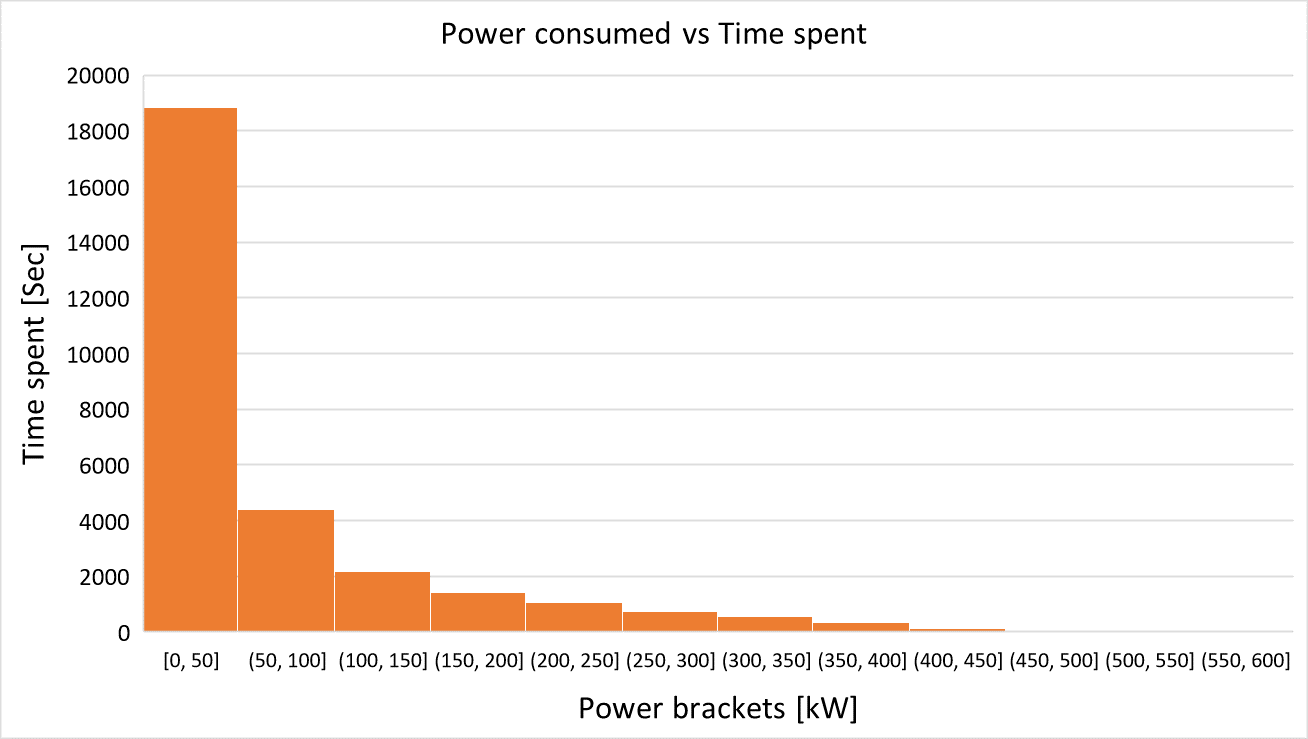 Power consumed vs Time spent
20000
18000
16000
14000
12000
10000
8000
6000
4000
2000
0
Time spent [Sec]
[0, 50] (50, 100] (100, 150] (150, 200] (200, 250] (250, 300] (300, 350] (350, 400] (400, 450] (450, 500] (500, 550] (550, 600]
Power brackets [kW]